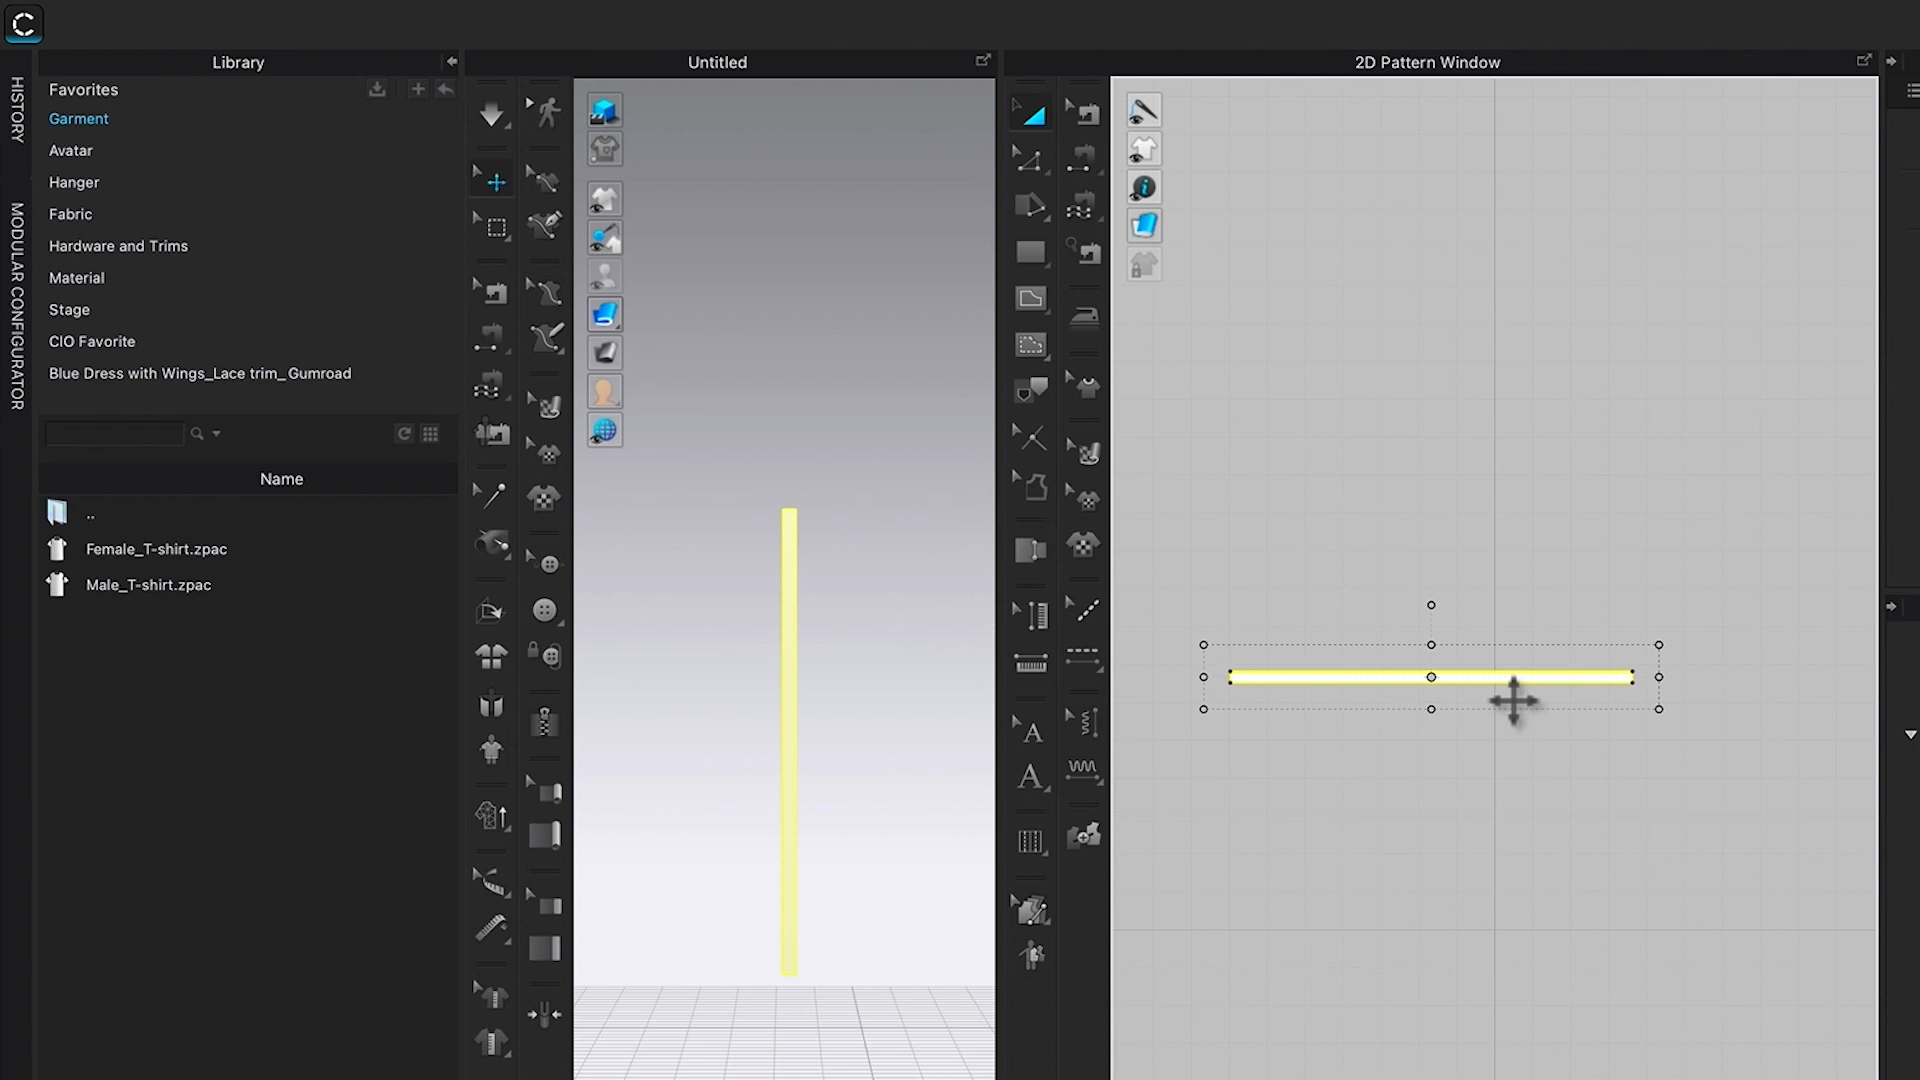 Library
Untitled
2D Pattern Window
HISTORY
MODULAR CONFIGURATOR
Favorites
Garment
Avatar
Hanger
Fabric
Hardware and Trims
Material
Stage
CIO Favorite
Blue Dress with Wings_Lace trim_Gumroad
Name
..
Female_T-shirt.zpac
Male_T-shirt.zpac